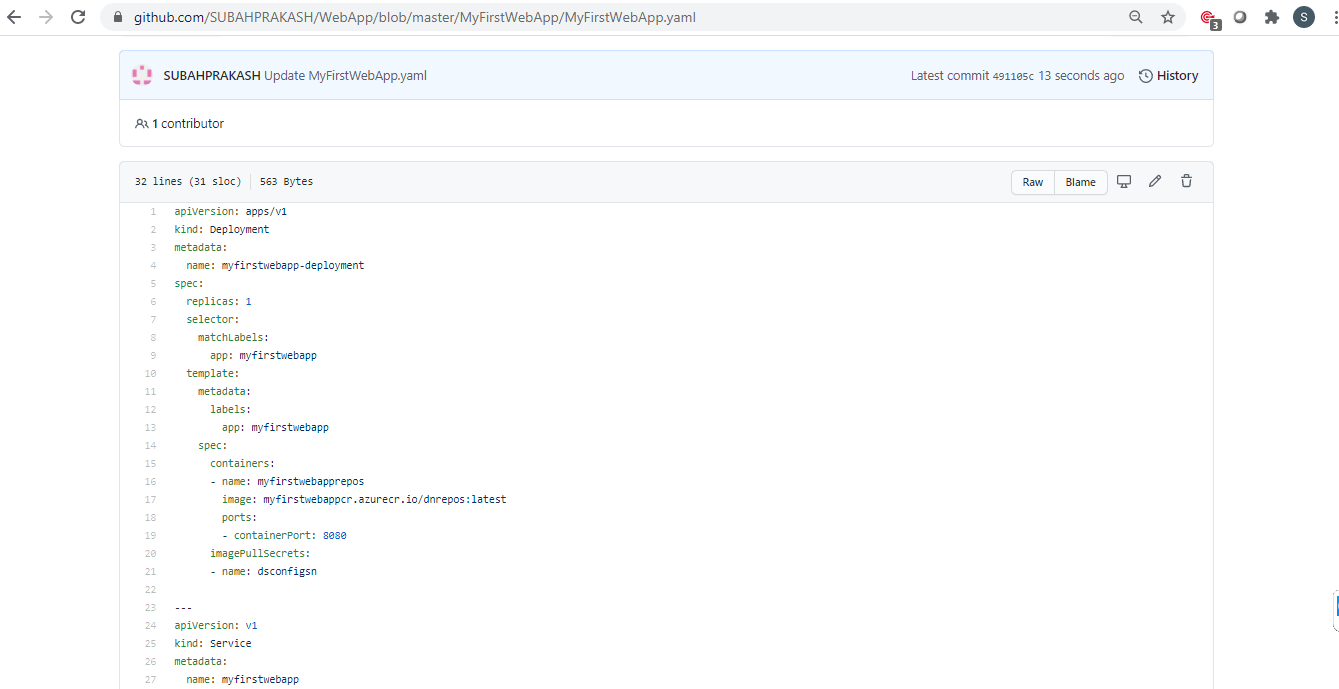 github.com/SUBAHPRAKASH/WebApp/blob/master/MyFirstWebApp/MyFirstWebApp.yaml
3
S
SUBAHPRAKASH Update MyFirstWebApp.yaml
Latest commit 491105c 13 seconds ago
History
1 contributor
32 lines (31 sloc)
563 Bytes
Raw
Blame
1 apiVersion: apps/v1
2 kind: Deployment
3 metadata:
4   name: myfirstwebapp-deployment
5 spec:
6   replicas: 1
7   selector:
8     matchLabels:
9       app: myfirstwebapp
10   template:
11     metadata:
12       labels:
13         app: myfirstwebapp
14     spec:
15       containers:
16       - name: myfirstwebapprepos
17         image: myfirstwebappcr.azurecr.io/dnrepos:latest
18         ports:
19         - containerPort: 8080
20       imagePullSecrets:
21       - name: dsconfigsn
22
23 ---
24 apiVersion: v1
25 kind: Service
26 metadata:
27   name: myfirstwebapp